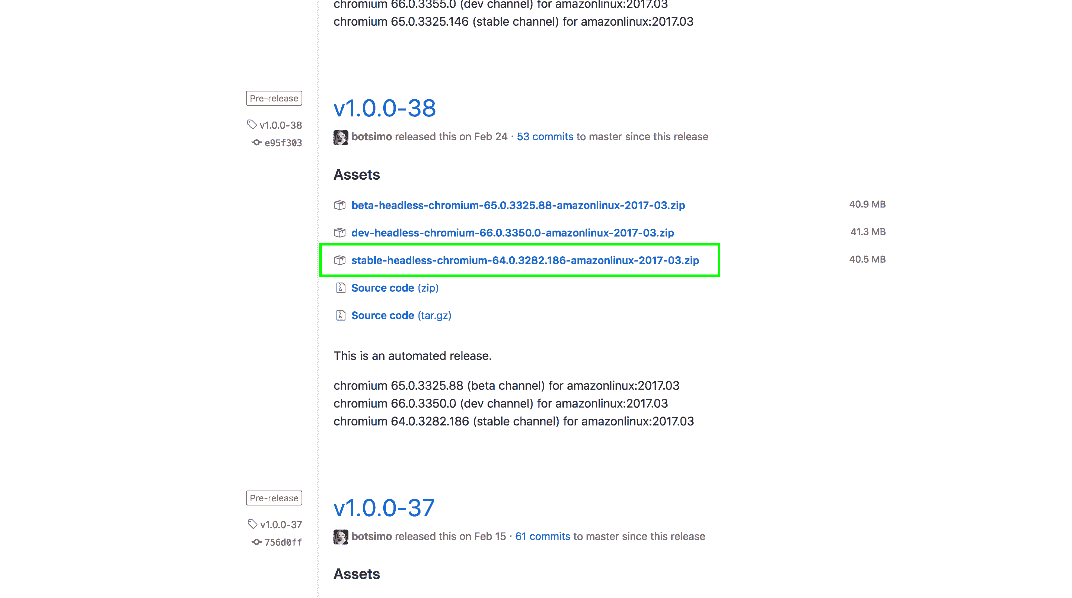 chromium 66.0.3355.0 (dev channel) for amazonlinux:2017.03
chromium 65.0.3325.146 (stable channel) for amazonlinux:2017.03
Pre-release
v1.0.0-38
e95f303
v1.0.0-38
botsimo released this on Feb 24 · 53 commits to master since this release
Assets
beta-headless-chromium-65.0.3325.88-amazonlinux-2017-03.zip 40.9 MB
dev-headless-chromium-66.0.3350.0-amazonlinux-2017-03.zip 41.3 MB
stable-headless-chromium-64.0.3282.186-amazonlinux-2017-03.zip 40.5 MB
Source code (zip)
Source code (tar.gz)
This is an automated release.
chromium 65.0.3325.88 (beta channel) for amazonlinux:2017.03
chromium 66.0.3350.0 (dev channel) for amazonlinux:2017.03
chromium 64.0.3282.186 (stable channel) for amazonlinux:2017.03
Pre-release
v1.0.0-37
756d0ff
v1.0.0-37
botsimo released this on Feb 15 · 61 commits to master since this release
Assets